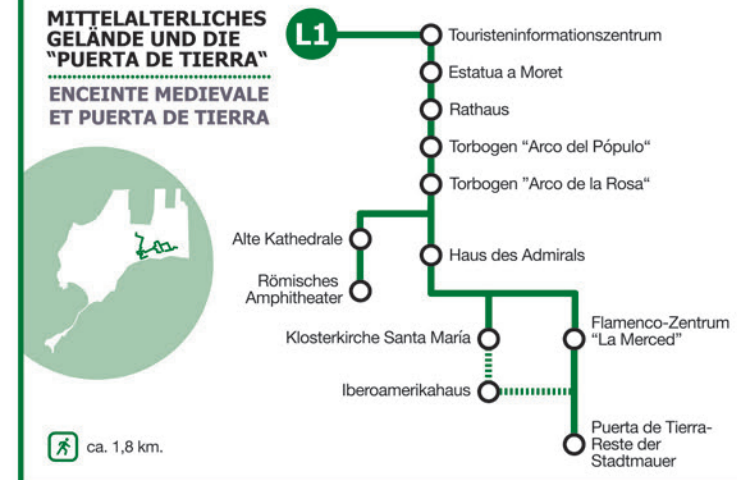 MITTELALTERLICHES
GELÄNDE UND DIE
"PUERTA DE TIERRA“
ENCEINTE MEDIEVALE
ET PUERTA DE TIERRA
L1
Touristeninformationszentrum
Estatua a Moret
Rathaus
Torbogen “Arco del Pópulo“
Torbogen ”Arco de la Rosa“
Alte Kathedrale
Haus des Admirals
Römisches
Amphitheater
Klosterkirche Santa María
Flamenco-Zentrum
“La Merced”
Iberoamerikahaus
Puerta de Tierra-
Reste der
Stadtmauer
ca. 1,8 km.